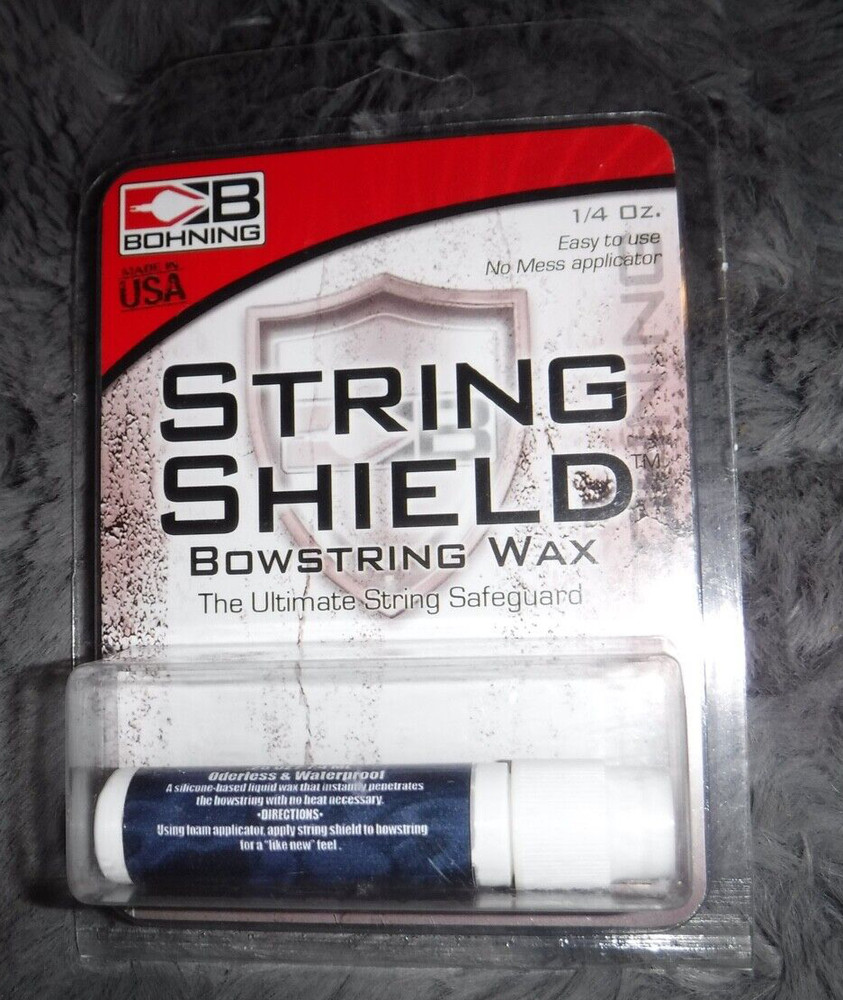 B
BOHNING
MADE IN
USA
1/4 Oz.
Easy to use
No Mess applicator
STRING
SHIELD™
BOWSTRING WAX
The Ultimate String Safeguard
Oderless & Waterproof
A silicone-based liquid wax that instantly penetrates
the bowstring with no heat necessary.
•DIRECTIONS•
Using foam applicator, apply string shield to bowstring
for a "like new" feel .